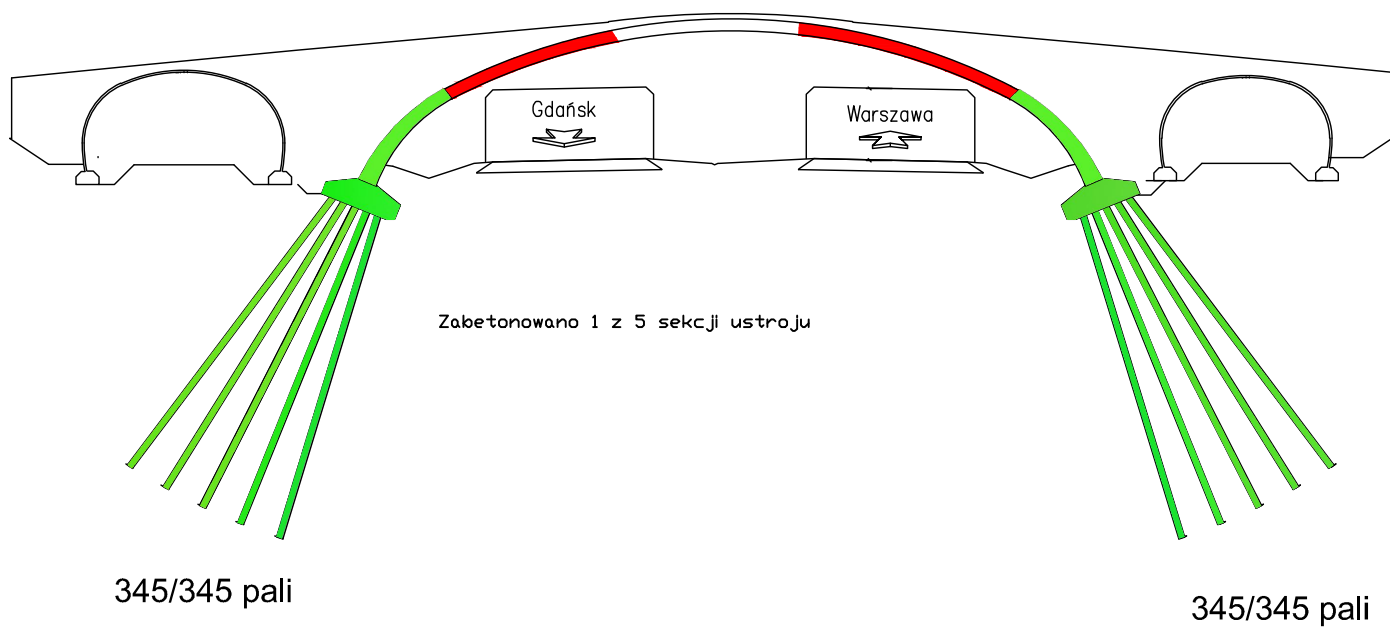 Gdańsk
Warszawa
Zabetonowano 1 z 5 sekcji ustroju
345/345 pali
345/345 pali